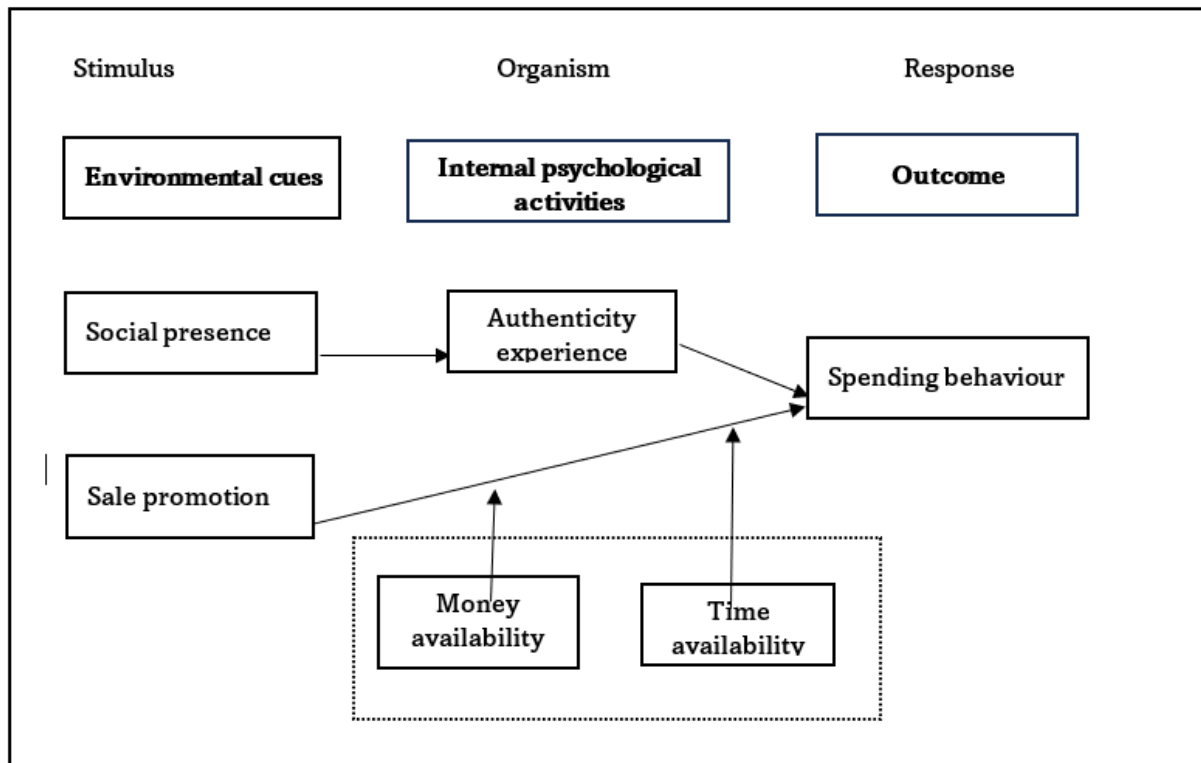 Stimulus
Organism
Response
Environmental cues
Internal psychological
activities
Outcome
Social presence
Authenticity
experience
Spending behaviour
Sale promotion
Money
availability
Time
availability